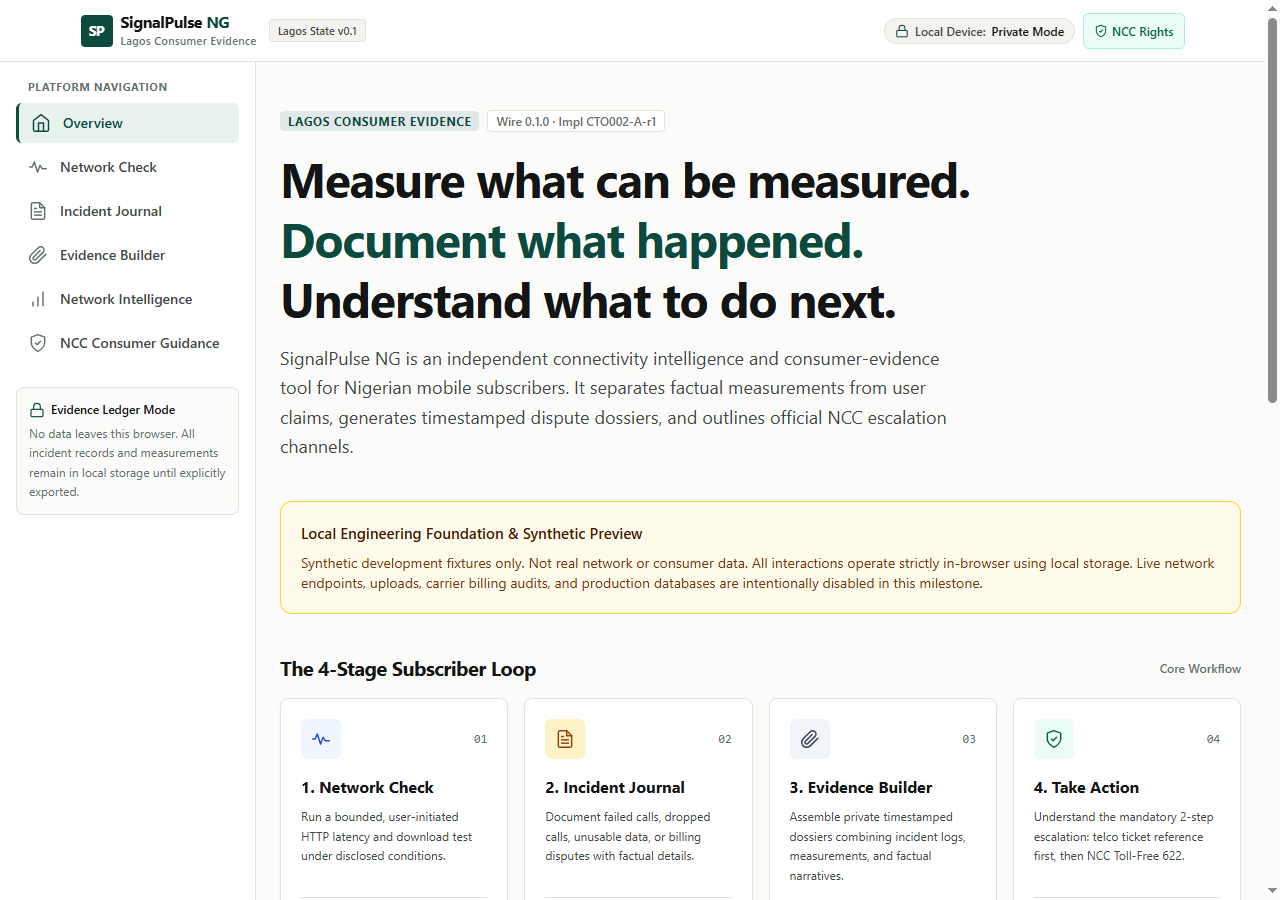 SP
SignalPulse NG
Lagos Consumer Evidence
Lagos State v0.1
Local Device: Private Mode
NCC Rights
PLATFORM NAVIGATION
Overview
Network Check
Incident Journal
Evidence Builder
Network Intelligence
NCC Consumer Guidance
Evidence Ledger Mode
No data leaves this browser. All
incident records and measurements
remain in local storage until explicitly
exported.
LAGOS CONSUMER EVIDENCE
Wire 0.1.0 · Impl CTO002-A-r1
Measure what can be measured.
Document what happened.
Understand what to do next.
SignalPulse NG is an independent connectivity intelligence and consumer-evidence
tool for Nigerian mobile subscribers. It separates factual measurements from user
claims, generates timestamped dispute dossiers, and outlines official NCC escalation
channels.
Local Engineering Foundation & Synthetic Preview
Synthetic development fixtures only. Not real network or consumer data. All interactions operate strictly in-browser using local storage. Live network
endpoints, uploads, carrier billing audits, and production databases are intentionally disabled in this milestone.
The 4-Stage Subscriber Loop
Core Workflow
01
1. Network Check
Run a bounded, user-initiated
HTTP latency and download test
under disclosed conditions.
02
2. Incident Journal
Document failed calls, dropped
calls, unusable data, or billing
disputes with factual details.
03
3. Evidence Builder
Assemble private timestamped
dossiers combining incident logs,
measurements, and factual
narratives.
04
4. Take Action
Understand the mandatory 2-step
escalation: telco ticket reference
first, then NCC Toll-Free 622.